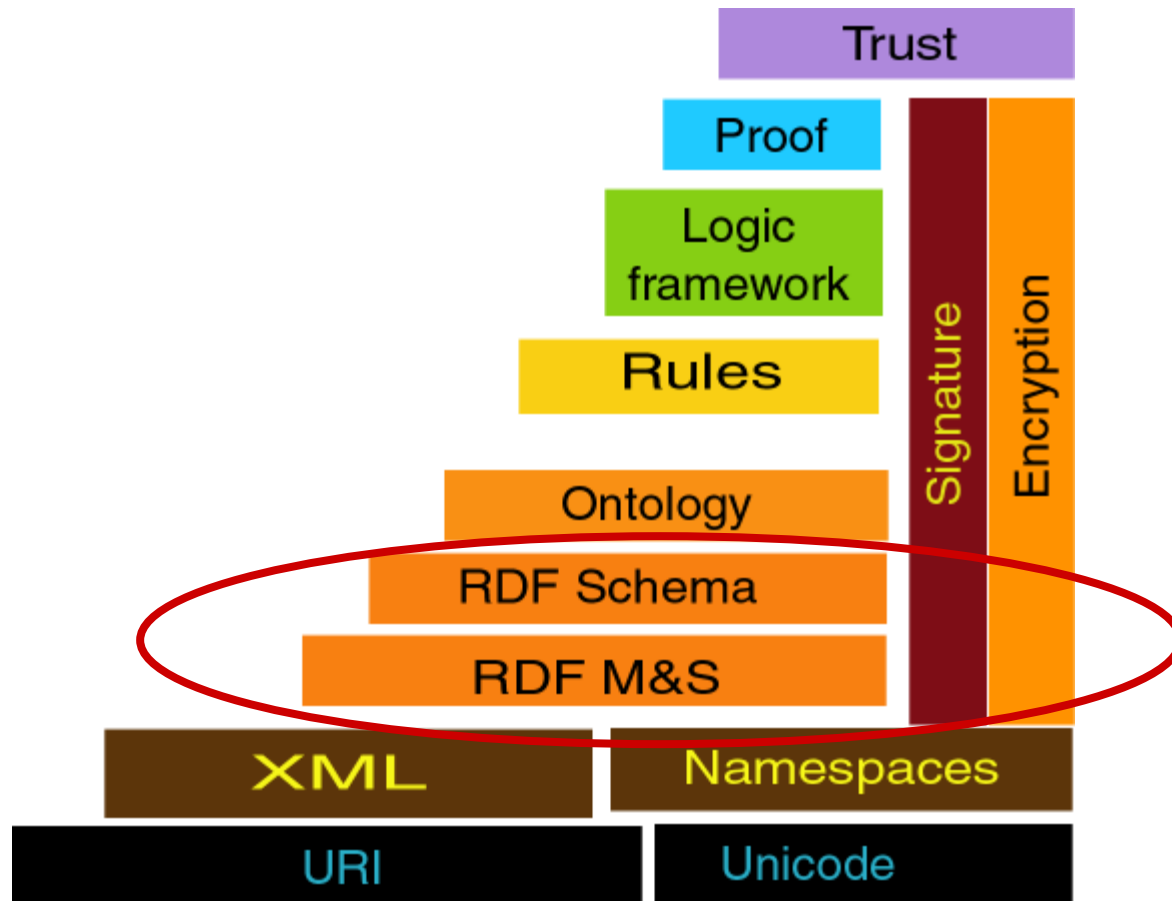 Trust
Proof
Logic
framework
Rules
Ontology
RDF Schema
RDF M&S
Signature
Encryption
XML
Namespaces
URI
Unicode